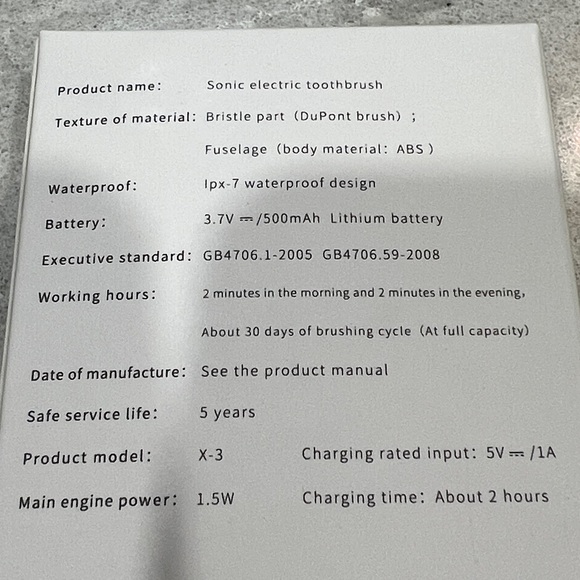 Product name: Sonic electric toothbrush
Texture of material: Bristle part (DuPont brush) ;
Fuselage (body material: ABS )
Waterproof: Ipx-7 waterproof design
Battery: 3.7V ⎓/500mAh Lithium battery
Executive standard: GB4706.1-2005 GB4706.59-2008
Working hours: 2 minutes in the morning and 2 minutes in the evening,
About 30 days of brushing cycle (At full capacity)
Date of manufacture: See the product manual
Safe service life: 5 years
Product model: X-3 Charging rated input: 5V ⎓ /1A
Main engine power: 1.5W Charging time: About 2 hours